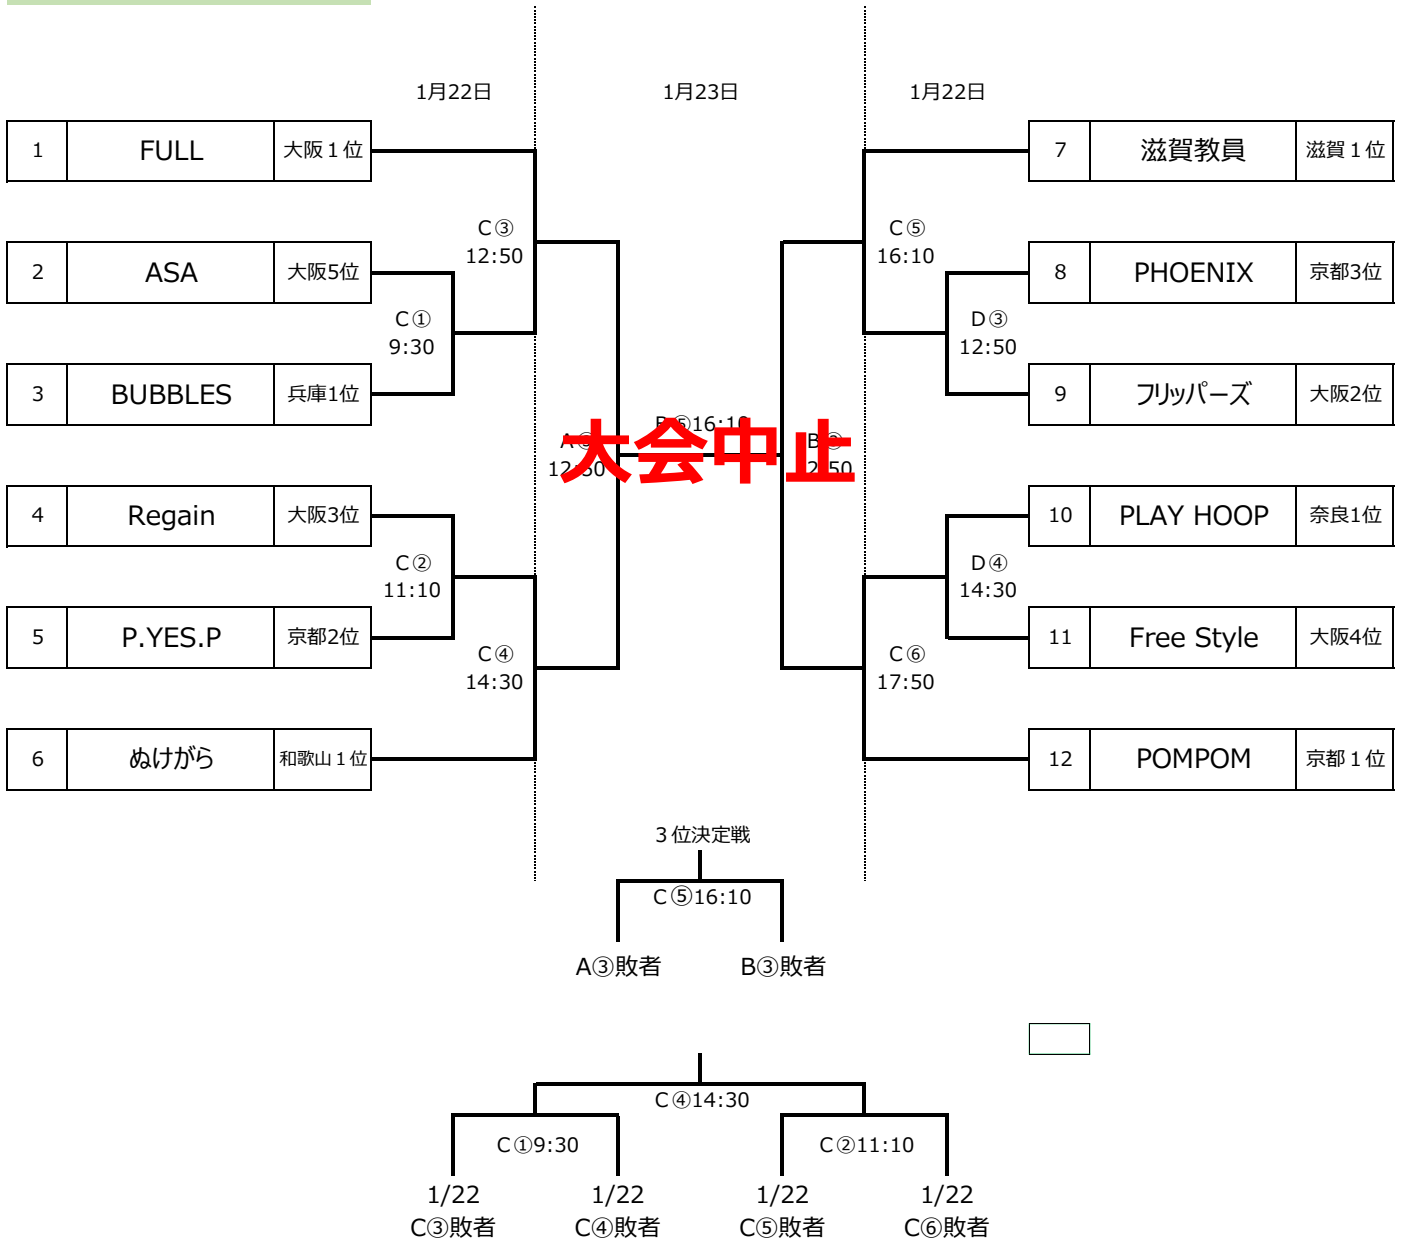 1月22日 1月23日 1月22日
1 FULL 大阪１位
7 滋賀教員 滋賀１位
C③
12:50
C⑤
16:10
2 ASA 大阪5位
8 PHOENIX 京都3位
C①
9:30
D③
12:50
3 BUBBLES 兵庫1位
9 フリッパーズ 大阪2位
大会中止
4 Regain 大阪3位
10 PLAY HOOP 奈良1位
C②
11:10
D④
14:30
5 P.YES.P 京都2位
11 Free Style 大阪4位
C④
14:30
C⑥
17:50
6 ぬけがら 和歌山１位
12 POMPOM 京都１位
３位決定戦
C⑤16:10
A③敗者 B③敗者
C④14:30
C①9:30 C②11:10
1/22 1/22 1/22 1/22
C③敗者 C④敗者 C⑤敗者 C⑥敗者